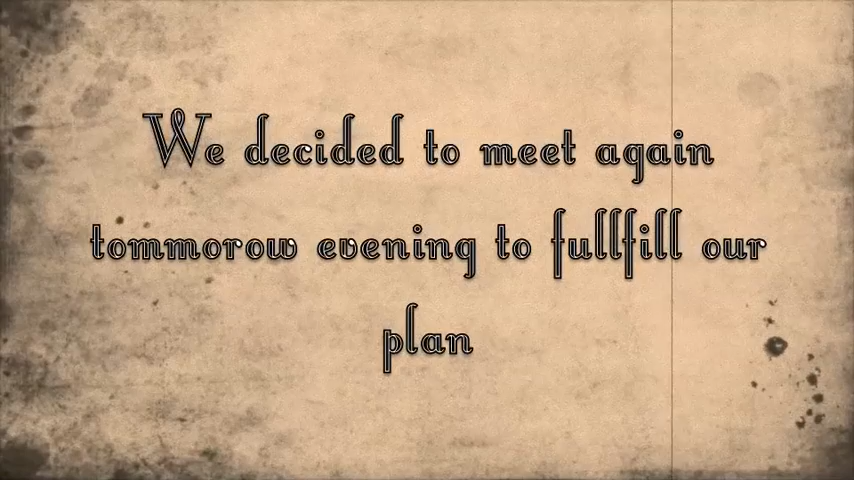 We decided to meet again
tommorow evening to fullfill our
plan